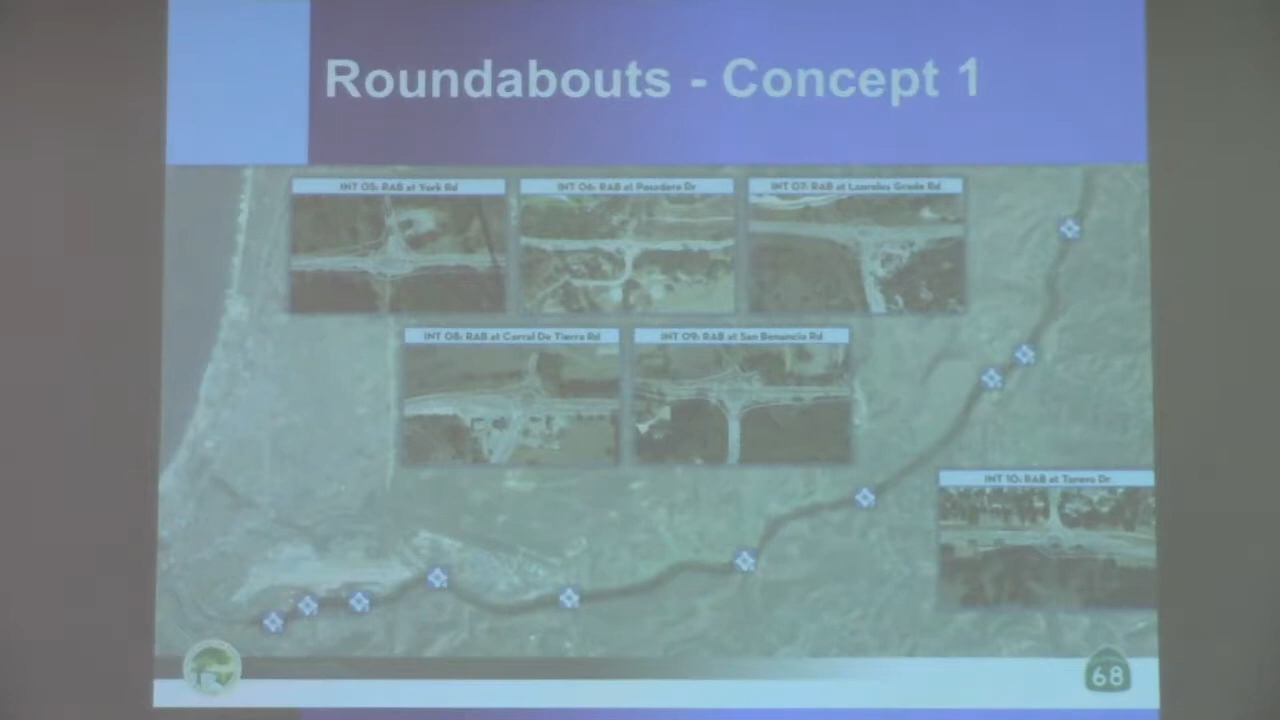 Roundabouts - Concept 1
INT 05: RAB at York Rd
INT 06: RAB at Pasadera Dr
INT 07: RAB at Laureles Grade Rd
INT 08: RAB at Corral De Tierra Rd
INT 09: RAB at San Benancio Rd
INT 10: RAB at Torero Dr
68